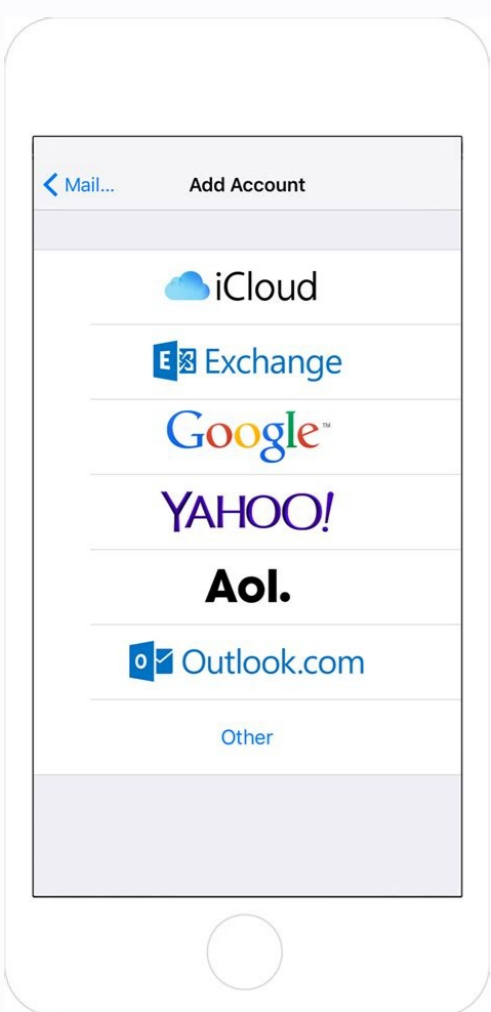 Mail... Add Account
iCloud
E Exchange
Google™
YAHOO!
Aol.
o Outlook.com
Other